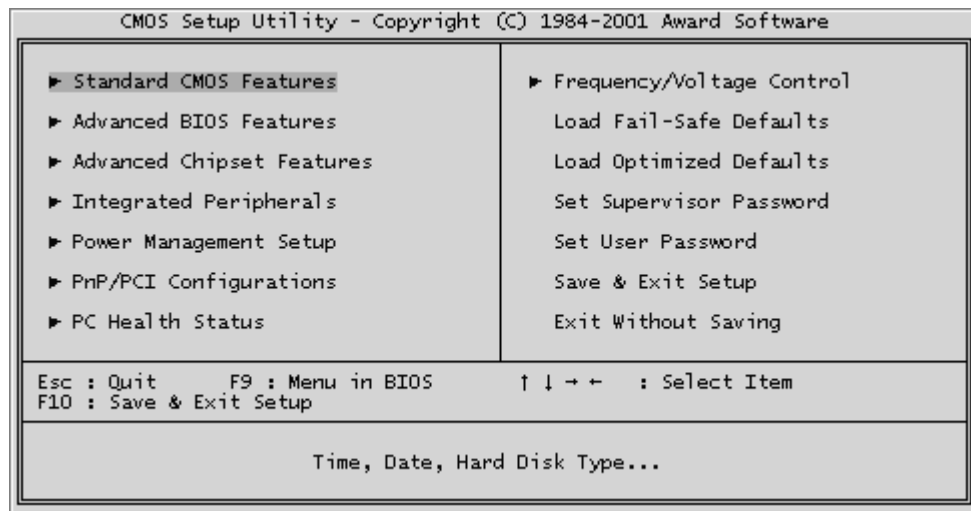 CMOS Setup Utility - Copyright (C) 1984-2001 Award Software
► Standard CMOS Features
► Advanced BIOS Features
► Advanced Chipset Features
► Integrated Peripherals
► Power Management Setup
► PnP/PCI Configurations
► PC Health Status
► Frequency/Voltage Control
Load Fail-Safe Defaults
Load Optimized Defaults
Set Supervisor Password
Set User Password
Save & Exit Setup
Exit Without Saving
Esc : Quit F9 : Menu in BIOS ↑ ↓ → ← : Select Item
F10 : Save & Exit Setup
Time, Date, Hard Disk Type...